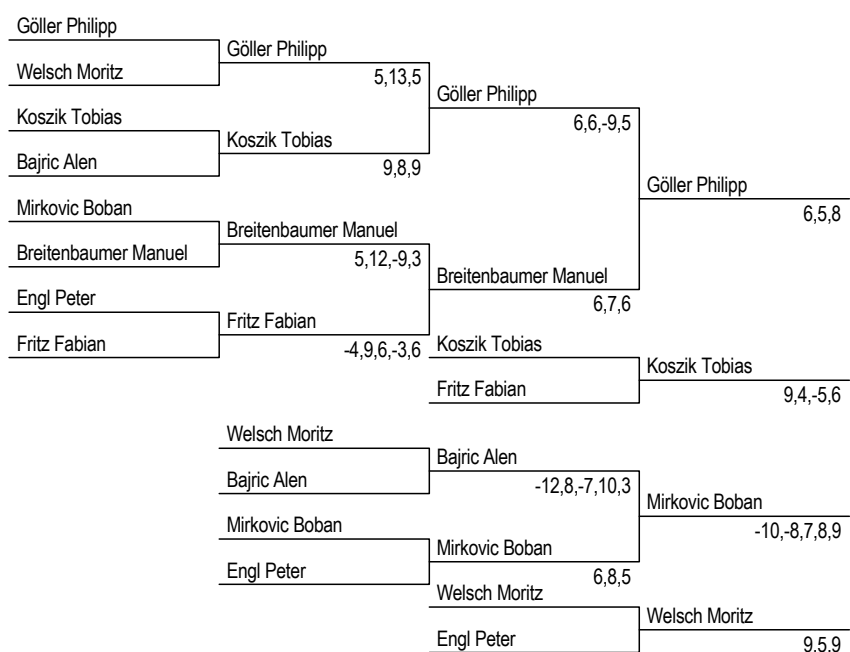 Göller Philipp
Göller Philipp
Welsch Moritz
5,13,5
Göller Philipp
Koszik Tobias
6,6,-9,5
Koszik Tobias
Bajric Alen
9,8,9
Göller Philipp
Mirkovic Boban
6,5,8
Breitenbaumer Manuel
Breitenbaumer Manuel
5,12,-9,3
Breitenbaumer Manuel
Engl Peter
6,7,6
Fritz Fabian
Fritz Fabian
-4,9,6,-3,6
Koszik Tobias
Koszik Tobias
Fritz Fabian
9,4,-5,6
Welsch Moritz
Bajric Alen
Bajric Alen
-12,8,-7,10,3
Mirkovic Boban
Mirkovic Boban
-10,-8,7,8,9
Mirkovic Boban
Engl Peter
6,8,5
Welsch Moritz
Welsch Moritz
Engl Peter
9,5,9